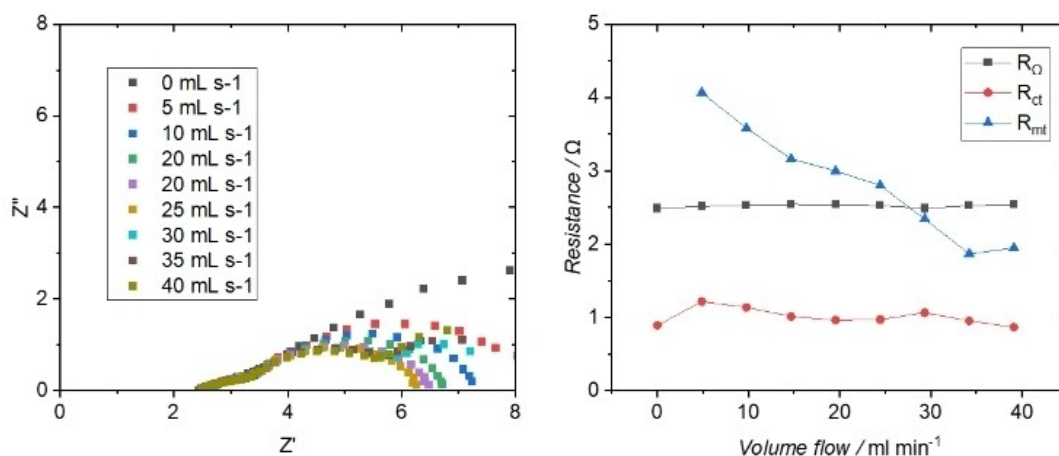 8
6
4
2
0
Z''
0 mL s-1
5 mL s-1
10 mL s-1
20 mL s-1
20 mL s-1
25 mL s-1
30 mL s-1
35 mL s-1
40 mL s-1
0
2
4
6
8
Z'
5
4
3
2
1
0
Resistance / Ω
RΩ
Rct
Rmt
0
10
20
30
40
Volume flow / ml min-1